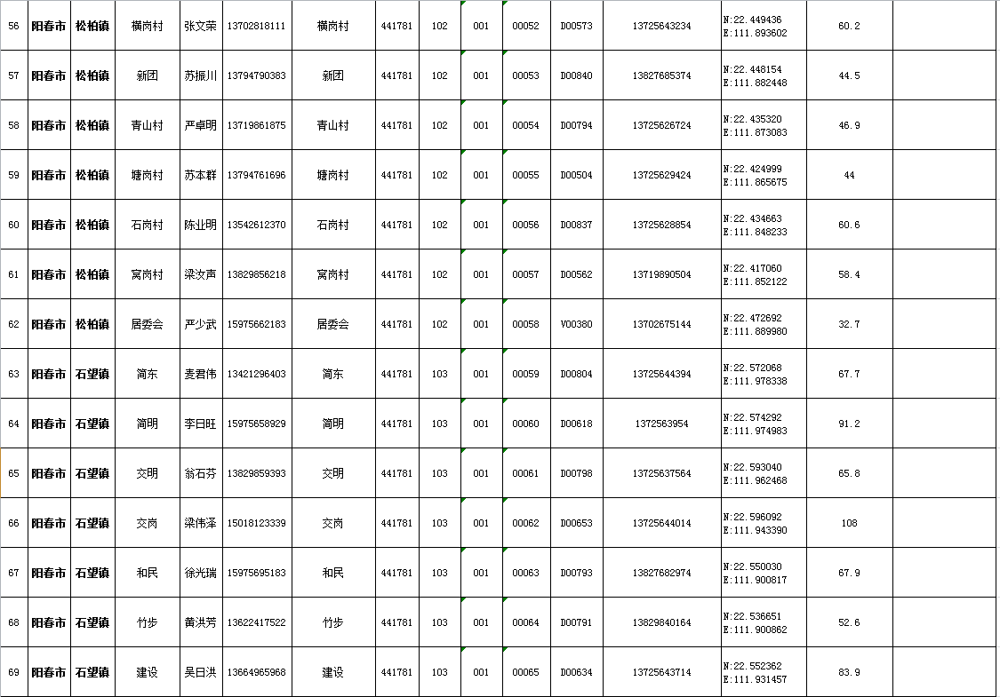 56 阳春市 松柏镇 横岗村 张文荣 13702818111 横岗村 441781 102 001 00052 D00573 13725643234 N:22.449436 E:111.893602 60.2
57 阳春市 松柏镇 新团 苏振川 13794790383 新团 441781 102 001 00053 D00840 13827685374 N:22.448154 E:111.882448 44.5
58 阳春市 松柏镇 青山村 严卓明 13719861875 青山村 441781 102 001 00054 D00794 13725626724 N:22.435320 E:111.873083 46.9
59 阳春市 松柏镇 塘岗村 苏本群 13794761696 塘岗村 441781 102 001 00055 D00504 13725629424 N:22.424999 E:111.865675 44
60 阳春市 松柏镇 石岗村 陈业明 13542612370 石岗村 441781 102 001 00056 D00837 13725628854 N:22.434663 E:111.848233 60.6
61 阳春市 松柏镇 窝岗村 梁汝声 13829856218 窝岗村 441781 102 001 00057 D00562 13719890504 N:22.417060 E:111.852122 58.4
62 阳春市 松柏镇 居委会 严少武 15975662183 居委会 441781 102 001 00058 V00380 13702675144 N:22.472692 E:111.889980 32.7
63 阳春市 石望镇 简东 麦君伟 13421296403 简东 441781 103 001 00059 D00804 13725644394 N:22.572068 E:111.978338 67.7
64 阳春市 石望镇 简明 李日旺 15975658929 简明 441781 103 001 00060 D00618 1372563954 N:22.574292 E:111.974983 91.2
65 阳春市 石望镇 交明 翁石芬 13829859393 交明 441781 103 001 00061 D00798 13725637564 N:22.593040 E:111.962468 65.8
66 阳春市 石望镇 交岗 梁伟泽 15018123339 交岗 441781 103 001 00062 D00653 13725644014 N:22.596092 E:111.943390 108
67 阳春市 石望镇 和民 徐光瑞 15975695183 和民 441781 103 001 00063 D00793 13827682974 N:22.550030 E:111.900817 67.9
68 阳春市 石望镇 竹步 黄洪芳 13622417522 竹步 441781 103 001 00064 D00791 13829840164 N:22.536651 E:111.900862 52.6
69 阳春市 石望镇 建设 吴日洪 13664965968 建设 441781 103 001 00065 D00634 13725643714 N:22.552362 E:111.931457 83.9